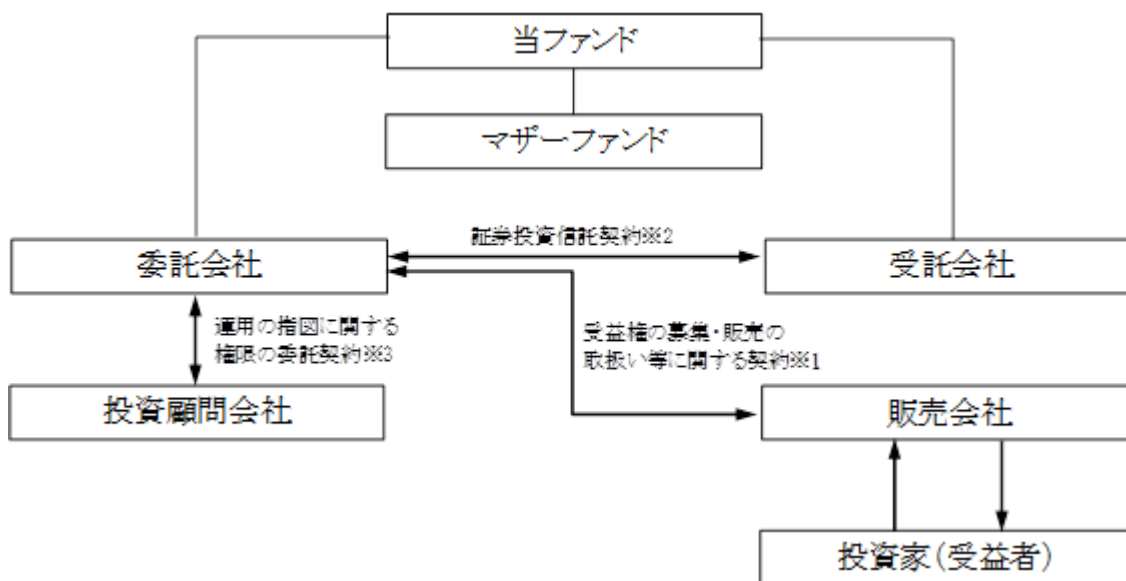 当ファンド
マザーファンド
証券投資信託契約※2
委託会社
受託会社
運用の指図に関する
権限の委託契約※3
受益権の募集・販売の
取扱い等に関する契約※1
投資顧問会社
販売会社
投資家(受益者)